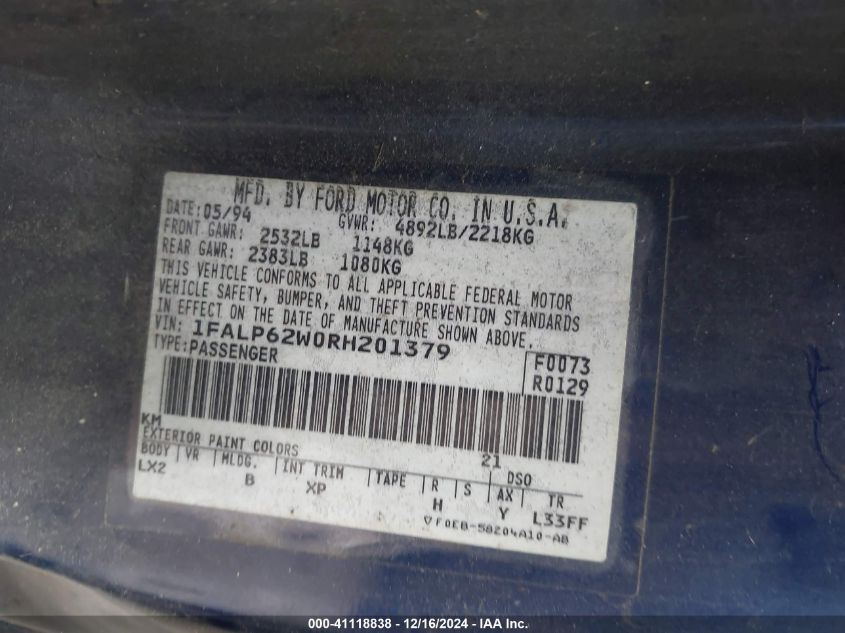 MFD. BY FORD MOTOR CO. IN U.S.A.
DATE: 05/94 GVWR: 4892LB/2218KG
FRONT GAWR: 2532LB 1148KG
REAR GAWR: 2383LB 1080KG
THIS VEHICLE CONFORMS TO ALL APPLICABLE FEDERAL MOTOR
VEHICLE SAFETY, BUMPER, AND THEFT PREVENTION STANDARDS
IN EFFECT ON THE DATE OF MANUFACTURE SHOWN ABOVE.
VIN: 1FALP62W0RH201379
TYPE: PASSENGER
F0073
R0129
KM 21
EXTERIOR PAINT COLORS DSO
BODY VR MLDG. INT TRIM TAPE R S AX TR
LX2 B XP H Y L33FF
▽F0EB-58204A10-AB
000-41118838 - 12/16/2024 - IAA Inc.